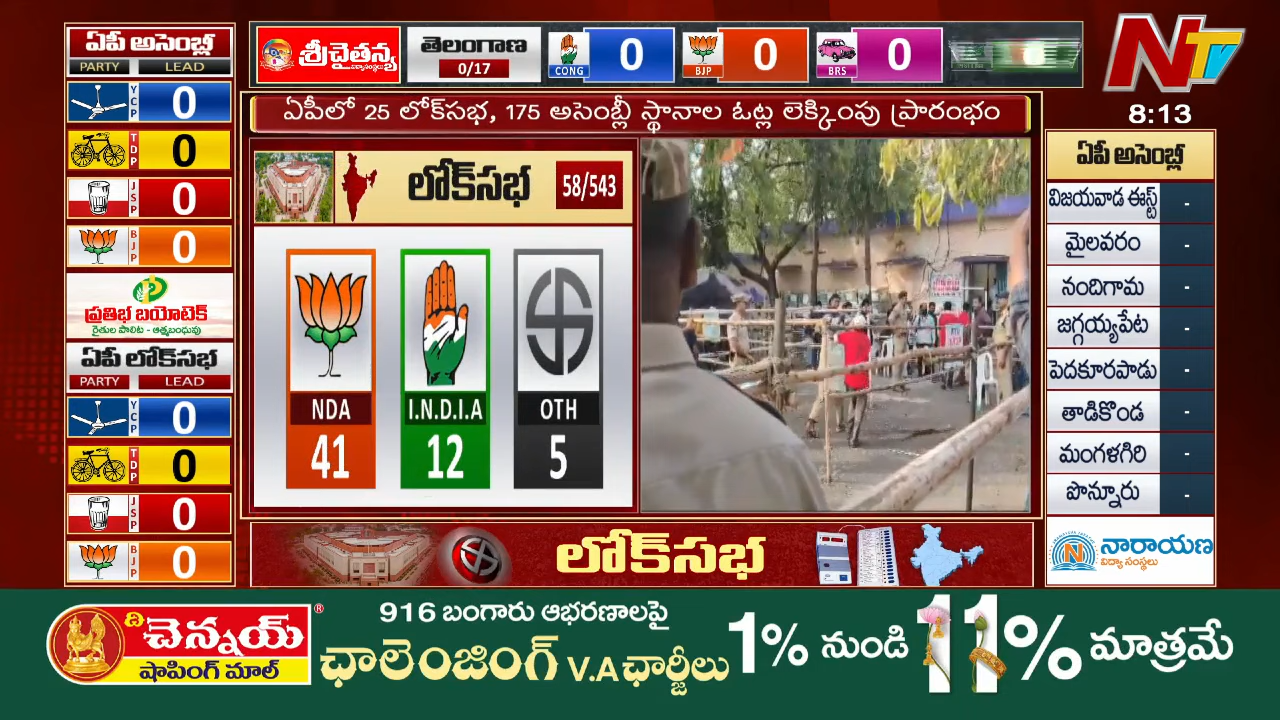 ఏపీ అసెంబ్లీ
PARTY LEAD
YCP 0
TDP 0
JSP 0
BJP 0
ప్రతిభ బయోటెక్
రైతుల పాలిట - ఆత్మబంధువు
ఏపీ లోక్‌సభ
PARTY LEAD
YCP 0
TDP 0
JSP 0
BJP 0
శ్రీచైతన్య
విద్యాసంస్థలు
తెలంగాణ
0/17
CONG 0
BJP 0
BRS 0
NTV
8:13
ఏపీలో 25 లోక్‌సభ, 175 అసెంబ్లీ స్థానాల ఓట్ల లెక్కింపు ప్రారంభం
లోక్‌సభ 58/543
NDA I.N.D.I.A OTH
41 12 5
లోక్‌సభ
ఏపీ అసెంబ్లీ
విజయవాడ ఈస్ట్ -
మైలవరం -
నందిగామ -
జగ్గయ్యపేట -
పెదకూరపాడు -
తాడికొండ -
మంగళగిరి -
పొన్నూరు -
నారాయణ
విద్యా సంస్థలు
ది చెన్నయ్ ®
షాపింగ్ మాల్
916 బంగారు ఆభరణాలపై
ఛాలెంజింగ్ V.A ఛార్జీలు
1% నుండి 11% మాత్రమే